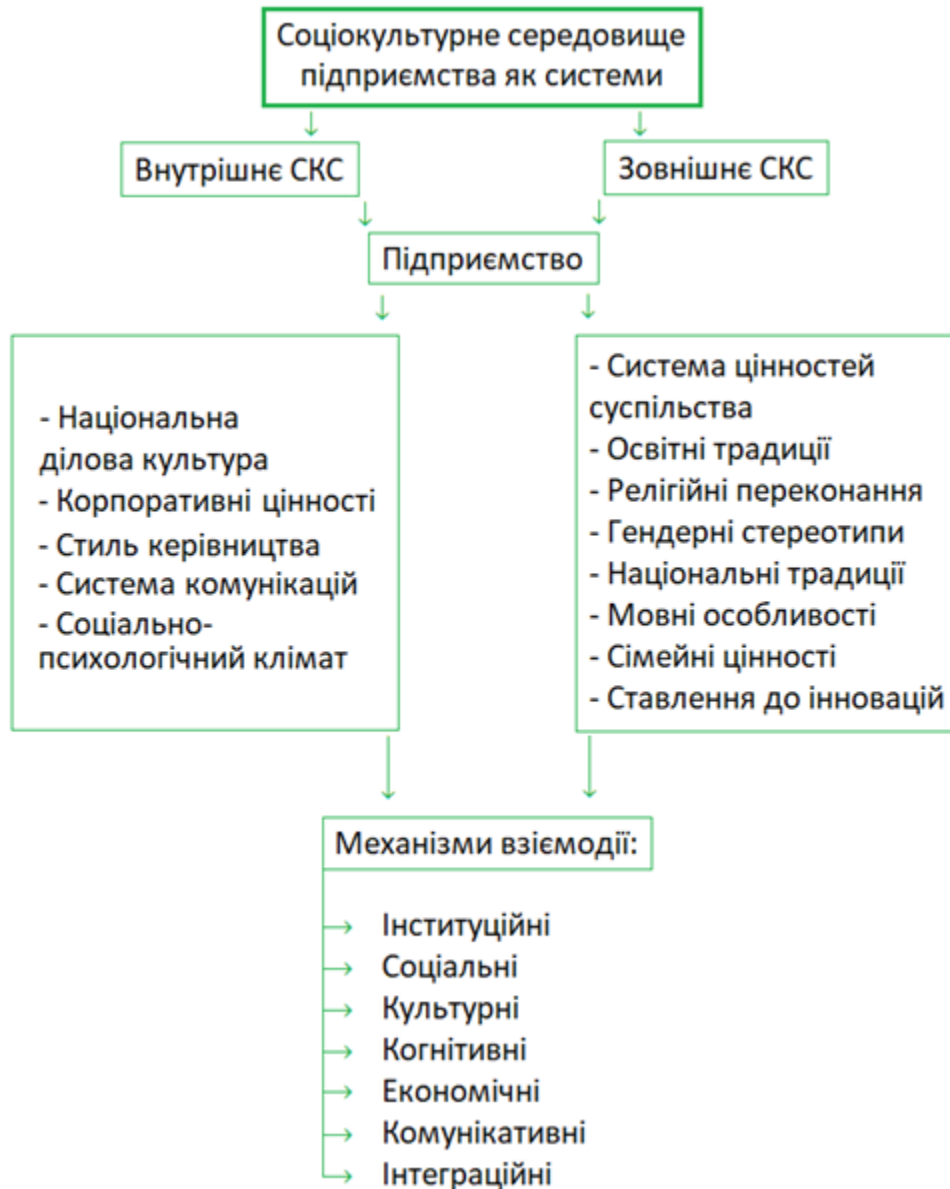 Соціокультурне середовище
підприємства як системи
Внутрішнє СКС
Зовнішнє СКС
Підприємство
- Національна
ділова культура
- Корпоративні цінності
- Стиль керівництва
- Система комунікацій
- Соціально-
психологічний клімат
- Система цінностей
суспільства
- Освітні традиції
- Релігійні переконання
- Гендерні стереотипи
- Національні традиції
- Мовні особливості
- Сімейні цінності
- Ставлення до інновацій
Механізми взіємодії:
Інституційні
Соціальні
Культурні
Когнітивні
Економічні
Комунікативні
Інтеграційні